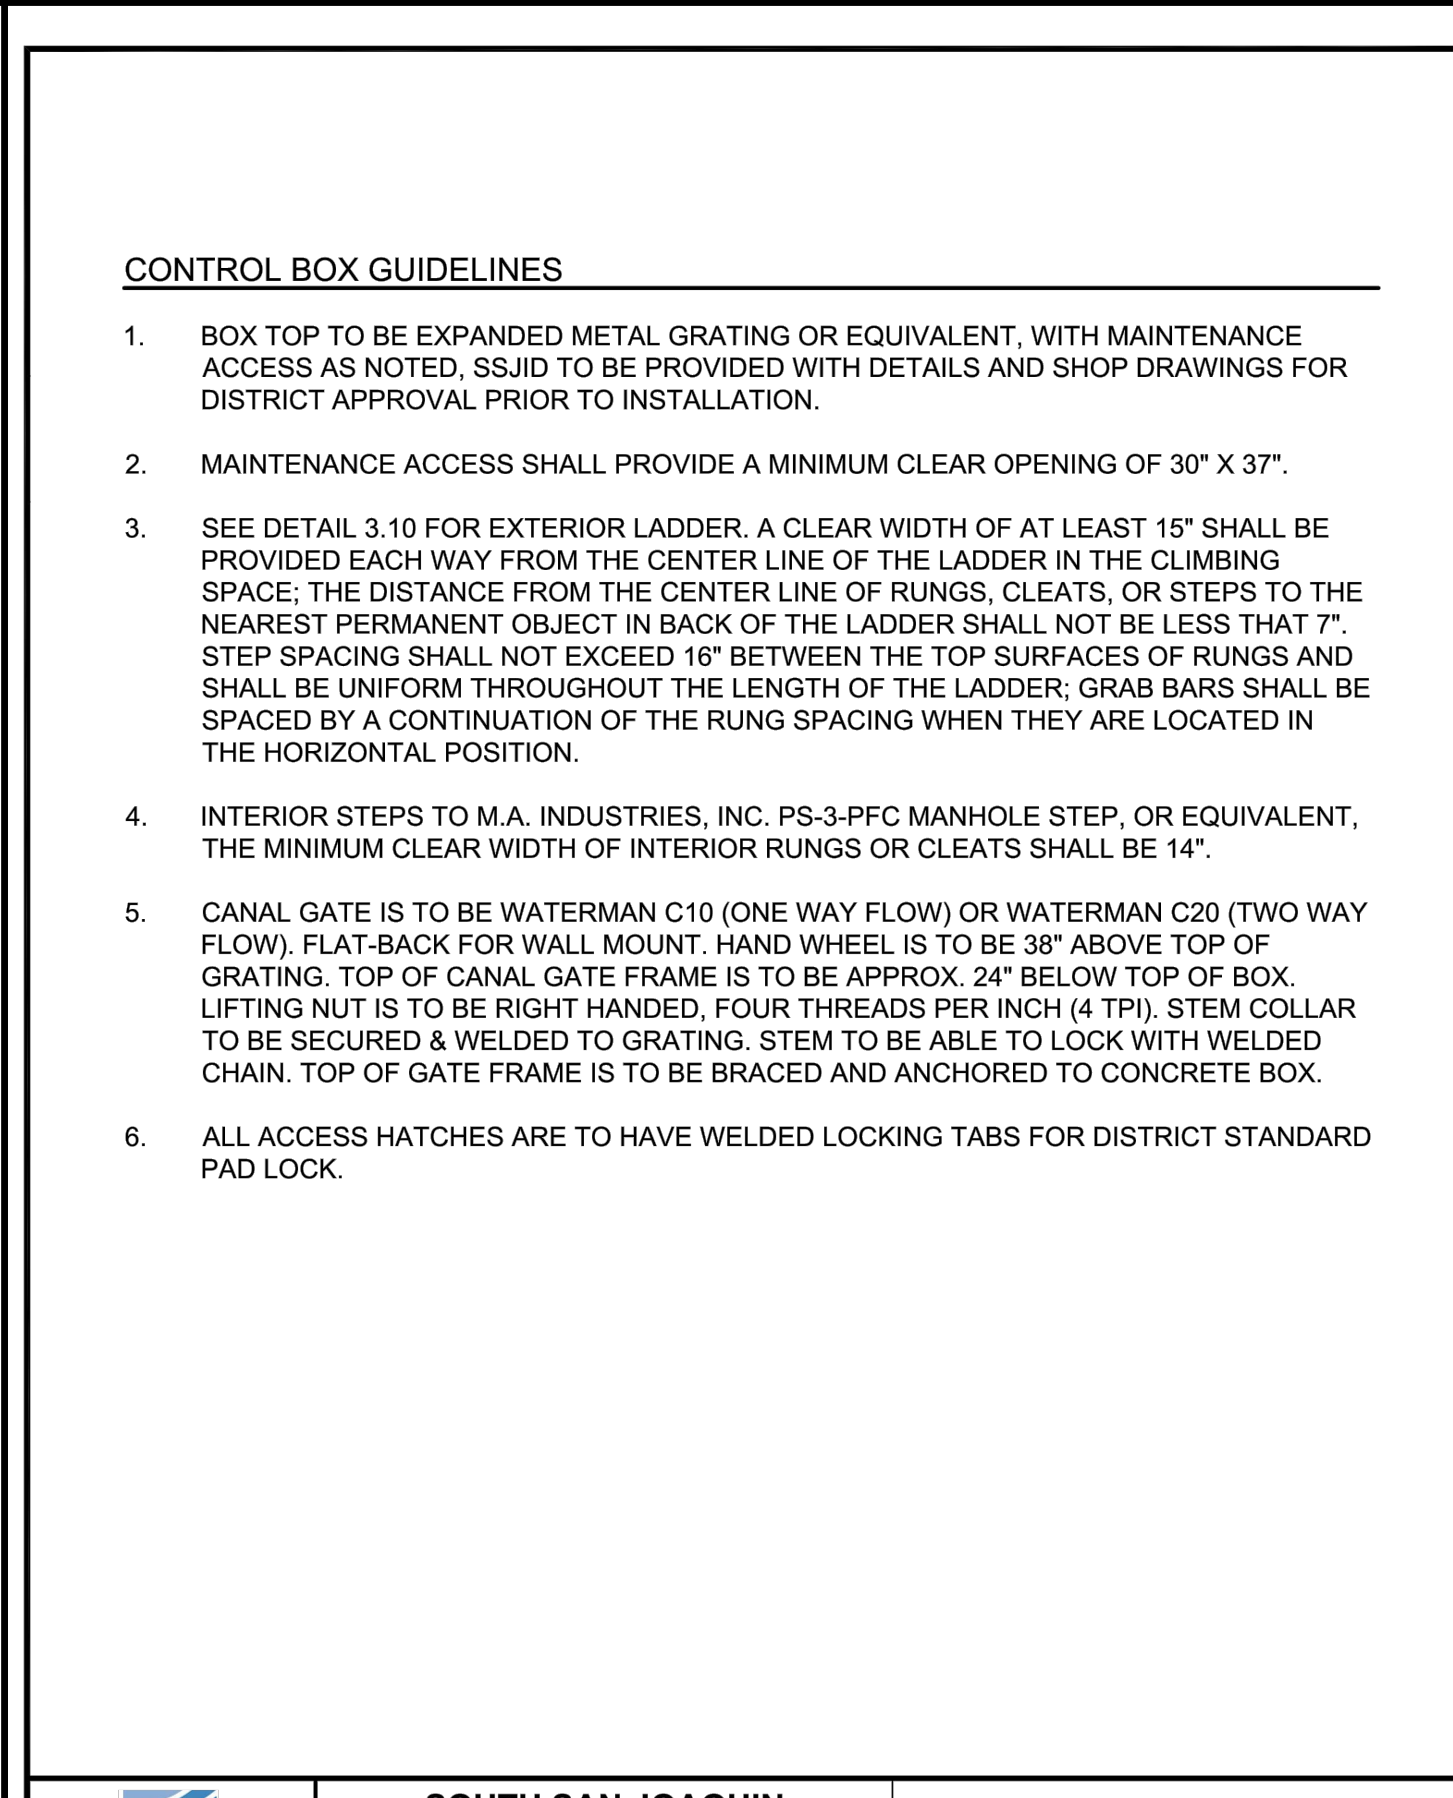 CONTROL BOX GUIDELINES
1. BOX TOP TO BE EXPANDED METAL GRATING OR EQUIVALENT, WITH MAINTENANCE
ACCESS AS NOTED, SSJID TO BE PROVIDED WITH DETAILS AND SHOP DRAWINGS FOR
DISTRICT APPROVAL PRIOR TO INSTALLATION.
2. MAINTENANCE ACCESS SHALL PROVIDE A MINIMUM CLEAR OPENING OF 30" X 37".
3. SEE DETAIL 3.10 FOR EXTERIOR LADDER. A CLEAR WIDTH OF AT LEAST 15" SHALL BE
PROVIDED EACH WAY FROM THE CENTER LINE OF THE LADDER IN THE CLIMBING
SPACE; THE DISTANCE FROM THE CENTER LINE OF RUNGS, CLEATS, OR STEPS TO THE
NEAREST PERMANENT OBJECT IN BACK OF THE LADDER SHALL NOT BE LESS THAT 7".
STEP SPACING SHALL NOT EXCEED 16" BETWEEN THE TOP SURFACES OF RUNGS AND
SHALL BE UNIFORM THROUGHOUT THE LENGTH OF THE LADDER; GRAB BARS SHALL BE
SPACED BY A CONTINUATION OF THE RUNG SPACING WHEN THEY ARE LOCATED IN
THE HORIZONTAL POSITION.
4. INTERIOR STEPS TO M.A. INDUSTRIES, INC. PS-3-PFC MANHOLE STEP, OR EQUIVALENT,
THE MINIMUM CLEAR WIDTH OF INTERIOR RUNGS OR CLEATS SHALL BE 14".
5. CANAL GATE IS TO BE WATERMAN C10 (ONE WAY FLOW) OR WATERMAN C20 (TWO WAY
FLOW). FLAT-BACK FOR WALL MOUNT. HAND WHEEL IS TO BE 38" ABOVE TOP OF
GRATING. TOP OF CANAL GATE FRAME IS TO BE APPROX. 24" BELOW TOP OF BOX.
LIFTING NUT IS TO BE RIGHT HANDED, FOUR THREADS PER INCH (4 TPI). STEM COLLAR
TO BE SECURED & WELDED TO GRATING. STEM TO BE ABLE TO LOCK WITH WELDED
CHAIN. TOP OF GATE FRAME IS TO BE BRACED AND ANCHORED TO CONCRETE BOX.
6. ALL ACCESS HATCHES ARE TO HAVE WELDED LOCKING TABS FOR DISTRICT STANDARD
PAD LOCK.
SOUTH SAN JOAQUIN